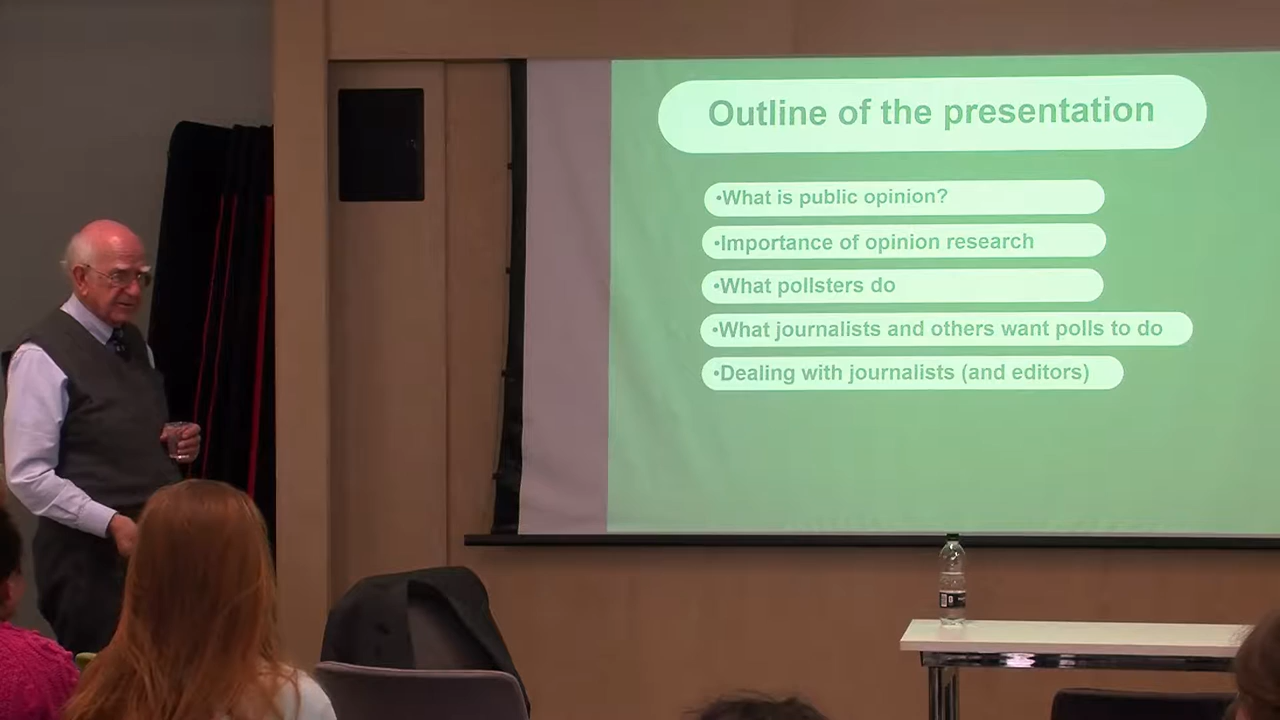 Outline of the presentation
•What is public opinion?
•Importance of opinion research
•What pollsters do
•What journalists and others want polls to do
•Dealing with journalists (and editors)